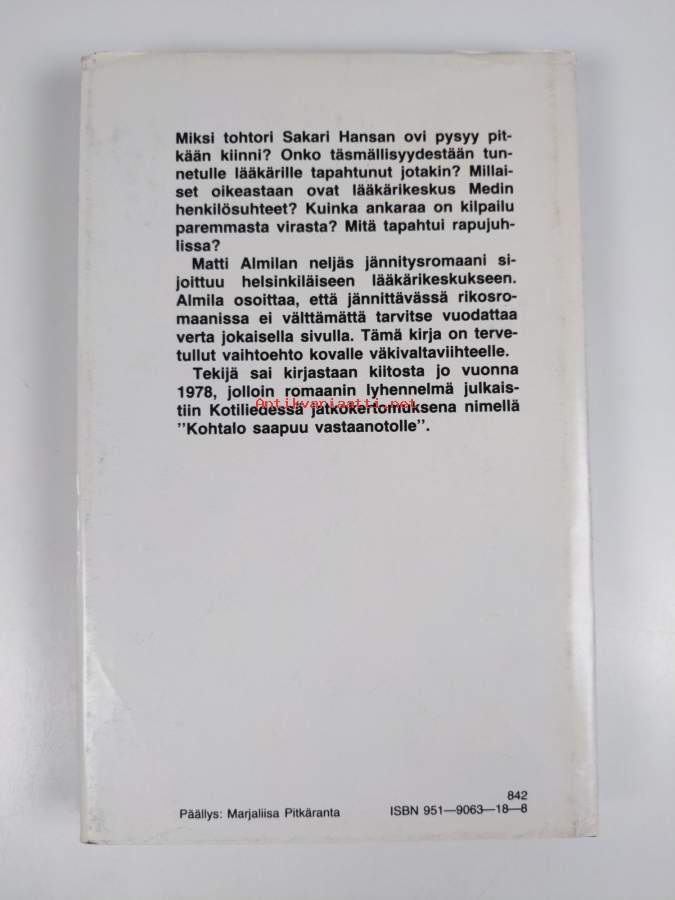 Miksi tohtori Sakari Hansan ovi pysyy pit-
kään kiinni? Onko täsmällisyydestään tun-
netulle lääkärille tapahtunut jotakin? Millai-
set oikeastaan ovat lääkärikeskus Medin
henkilösuhteet? Kuinka ankaraa on kilpailu
paremmasta virasta? Mitä tapahtui rapujuh-
lissa?
Matti Almilan neljäs jännitysromaani si-
joittuu helsinkiläiseen lääkärikeskukseen.
Almila osoittaa, että jännittävässä rikosro-
maanissa ei välttämättä tarvitse vuodattaa
verta jokaisella sivulla. Tämä kirja on terve-
tullut vaihtoehto kovalle väkivaltaviihteelle.
Tekijä sai kirjastaan kiitosta jo vuonna
1978, jolloin romaanin lyhennelmä julkais-
tiin Kotiliedessä jatkokertomuksena nimellä
"Kohtalo saapuu vastaanotolle".
Antikvariaatti.net
842
Päällys: Marjaliisa Pitkäranta ISBN 951—9063—18—8